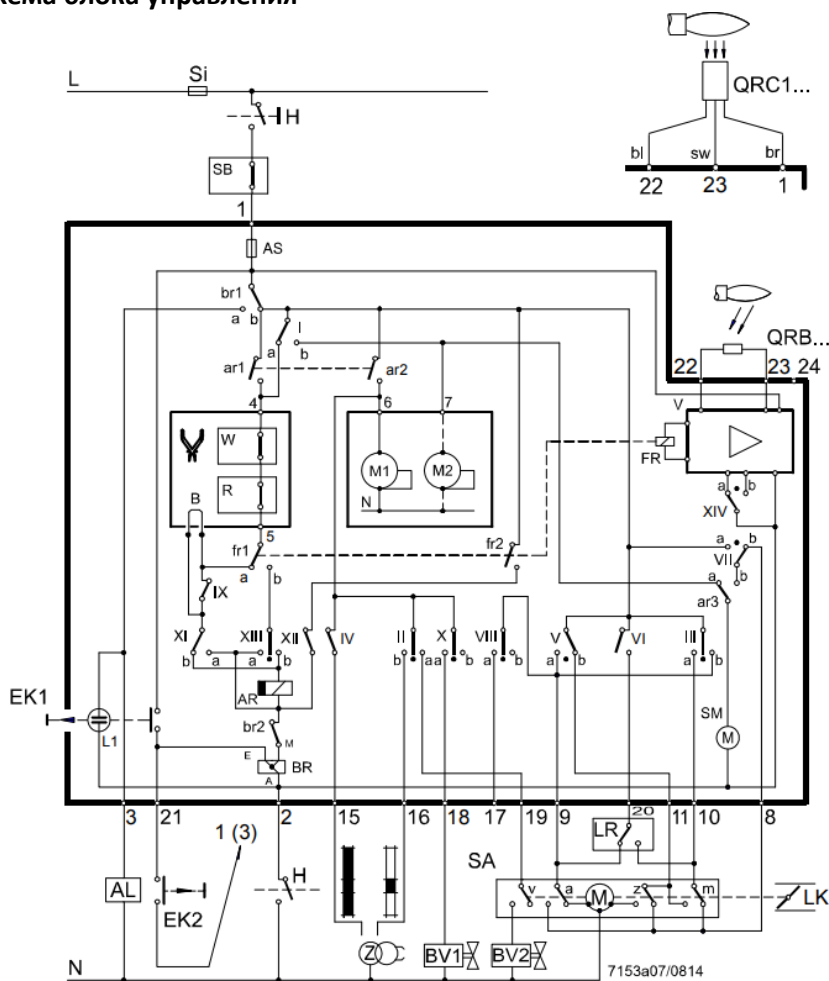 хема блока управления
L
Si
H
QRC1...
SB
bl
sw
br
22
23
1
1
AS
br1
a
b
I
a
b
QRB...
ar1
ar2
22
23
24
4
6
7
V
W
M1
M2
FR
R
N
a
b
B
XIV
5
fr1
fr2
a
b
a
b
VII
IX
a
b
ar3
XI
XIII
XII
IV
II
X
VIII
V
VI
III
b
a
a
b
b
a
a
b
a
b
a
b
a
b
EK1
AR
SM
L1
br2
M
M
E
BR
A
3
21
2
15
16
18
17
19
9
20
11
10
8
1 (3)
LR
H
SA
AL
v
a
M
z
m
LK
EK2
Z
BV1
BV2
N
7153a07/0814